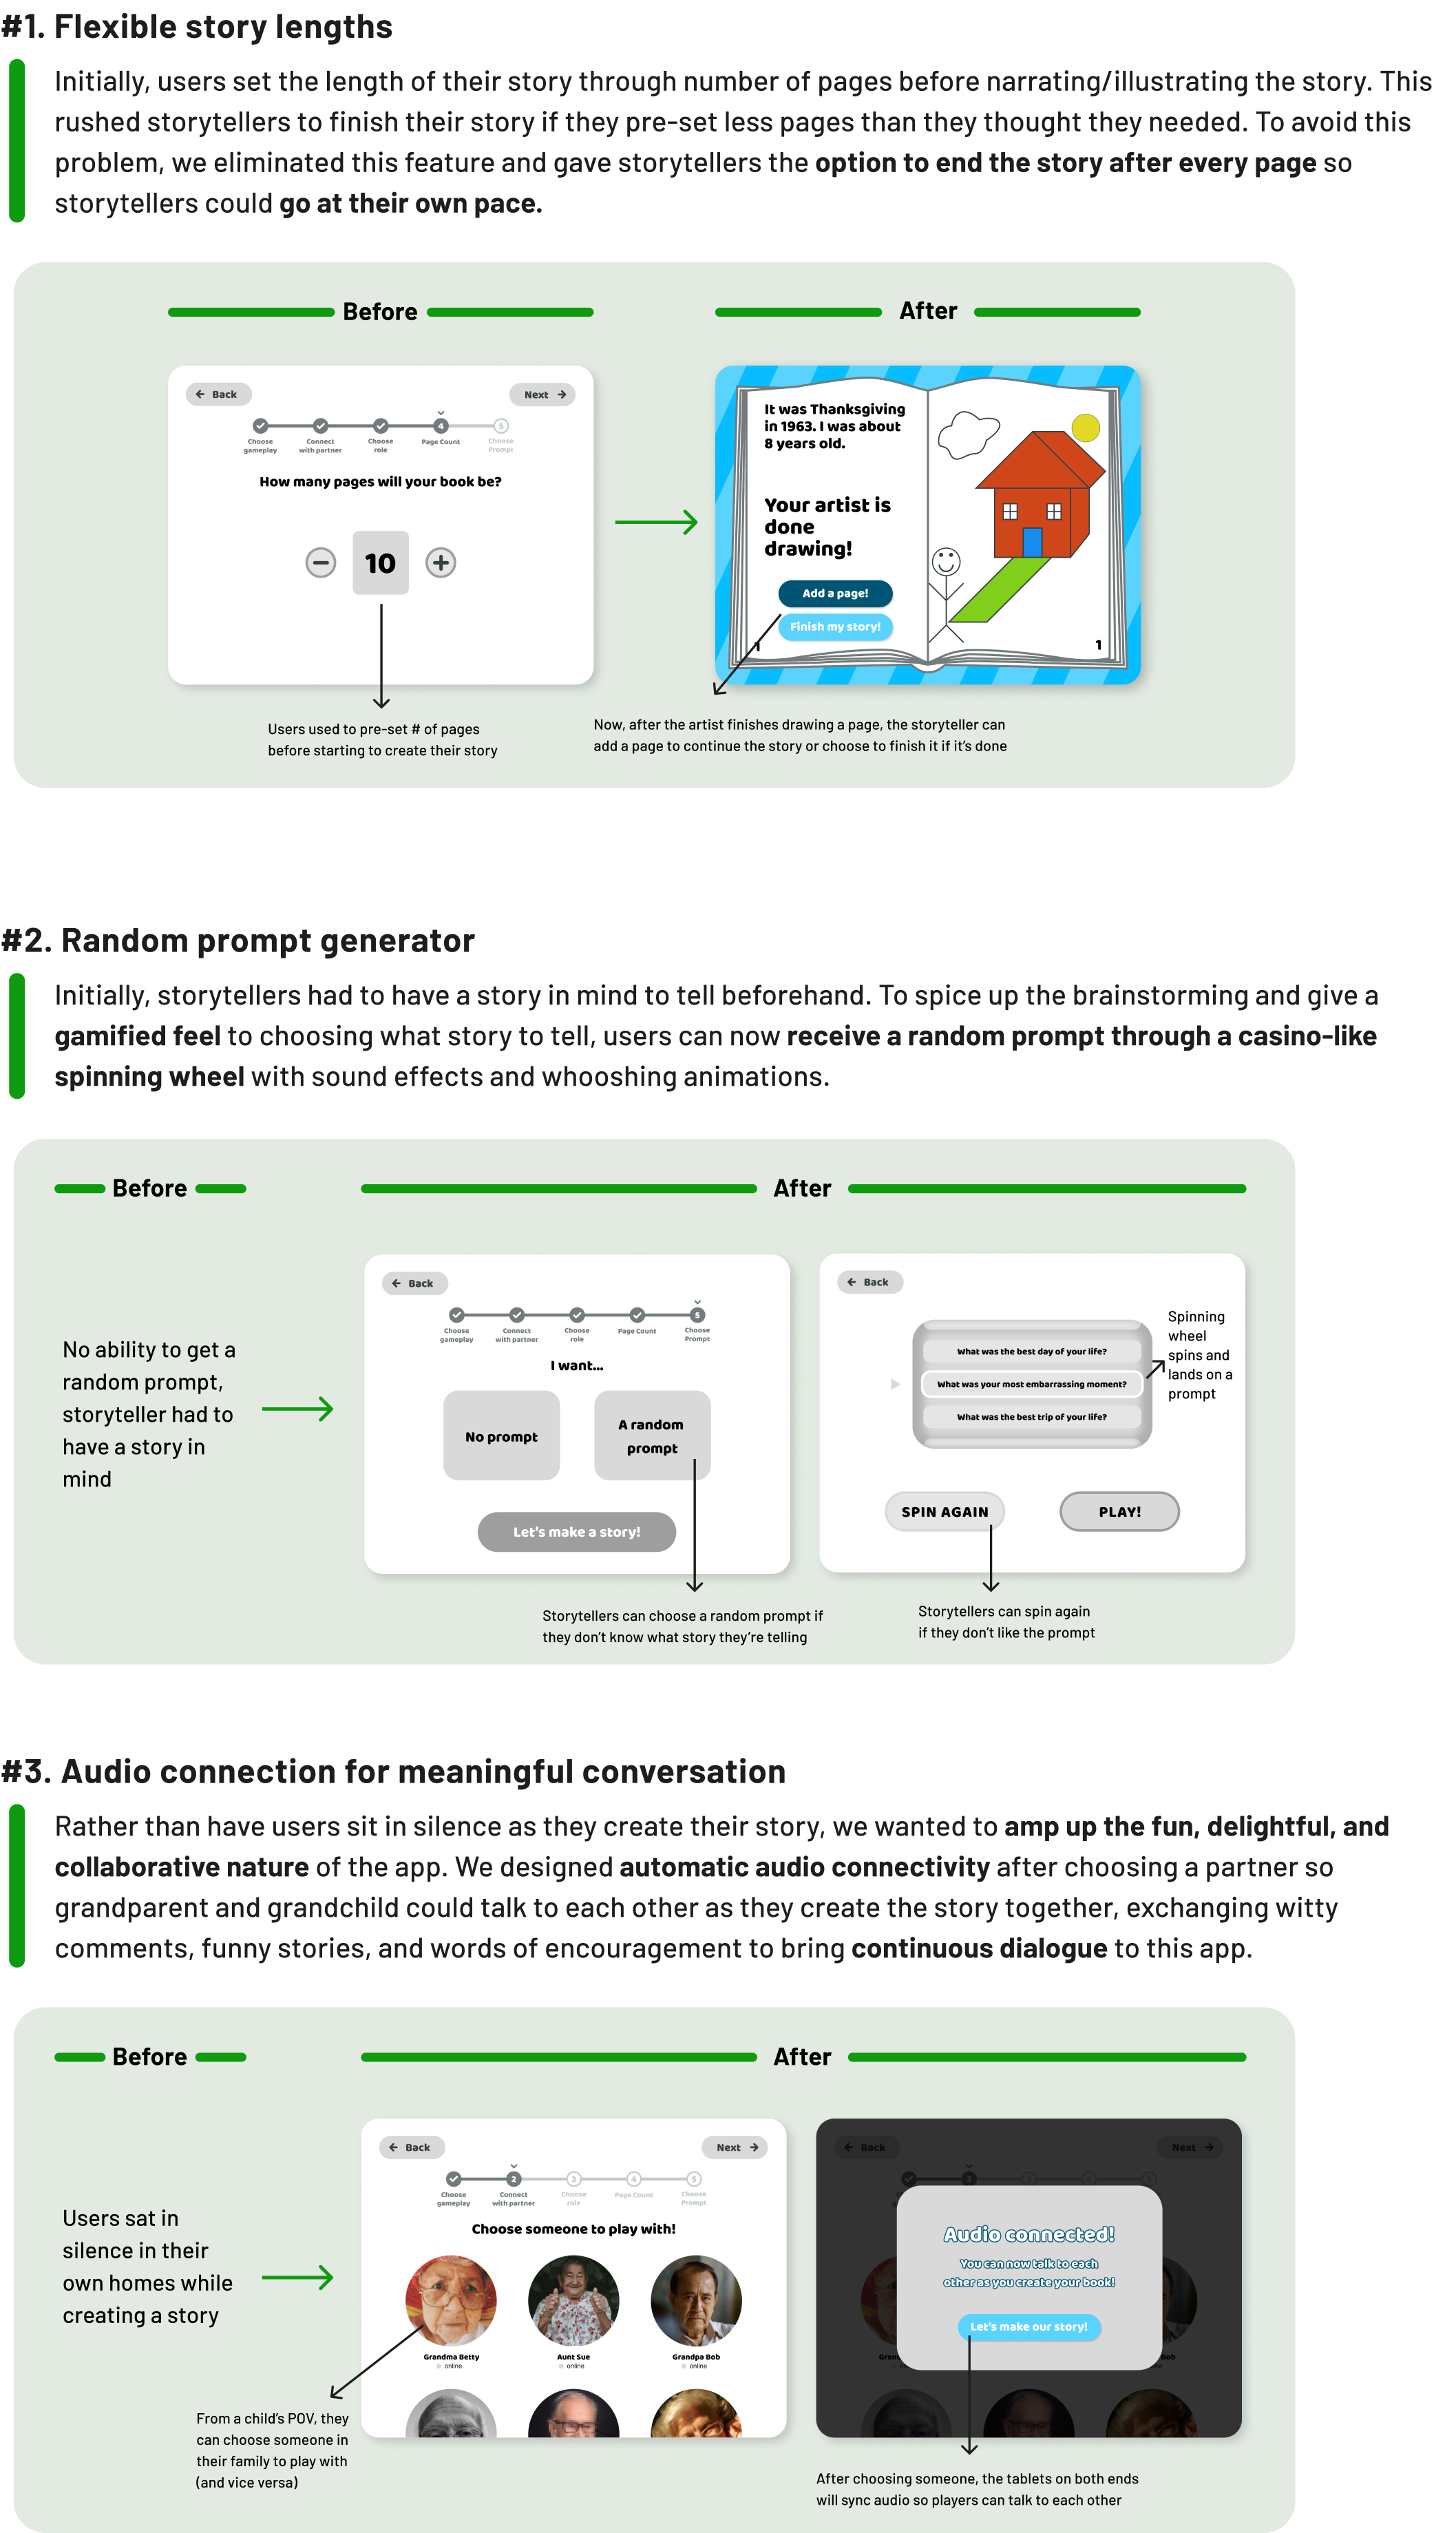 #1. Flexible story lengths
Initially, users set the length of their story through number of pages before narrating/illustrating the story. This
rushed storytellers to finish their story if they pre-set less pages than they thought they needed. To avoid this
problem, we eliminated this feature and gave storytellers the option to end the story after every page so
storytellers could go at their own pace.
Before
After
← Back
Next →
4
5
Choose
gameplay
Connect
with partner
Choose
role
Page Count
Choose
Prompt
How many pages will your book be?
10
Users used to pre-set # of pages
before starting to create their story
It was Thanksgiving
in 1963. I was about
8 years old.
Your artist is
done
drawing!
Add a page!
Finish my story!
1
1
Now, after the artist finishes drawing a page, the storyteller can
add a page to continue the story or choose to finish it if it's done
#2. Random prompt generator
Initially, storytellers had to have a story in mind to tell beforehand. To spice up the brainstorming and give a
gamified feel to choosing what story to tell, users can now receive a random prompt through a casino-like
spinning wheel with sound effects and whooshing animations.
Before
After
No ability to get a
random prompt,
storyteller had to
have a story in
mind
← Back
5
Choose
gameplay
Connect
with partner
Choose
role
Page Count
Choose
Prompt
I want...
No prompt
A random
prompt
Let's make a story!
Storytellers can choose a random prompt if
they don't know what story they're telling
← Back
What was the best day of your life?
What was your most embarrassing moment?
What was the best trip of your life?
Spinning
wheel
spins and
lands on a
prompt
SPIN AGAIN
PLAY!
Storytellers can spin again
if they don't like the prompt
#3. Audio connection for meaningful conversation
Rather than have users sit in silence as they create their story, we wanted to amp up the fun, delightful, and
collaborative nature of the app. We designed automatic audio connectivity after choosing a partner so
grandparent and grandchild could talk to each other as they create the story together, exchanging witty
comments, funny stories, and words of encouragement to bring continuous dialogue to this app.
Before
After
Users sat in
silence in their
own homes while
creating a story
← Back
Next →
2
3
4
5
Choose
gameplay
Connect
with partner
Choose
role
Page Count
Choose
Prompt
Choose someone to play with!
Grandma Betty
online
Aunt Sue
online
Grandpa Bob
online
From a child's POV, they
can choose someone in
their family to play with
(and vice versa)
← Back
Next →
Audio connected!
You can now talk to each
other as you create your book!
Let's make our story!
Bob
After choosing someone, the tablets on both ends
will sync audio so players can talk to each other